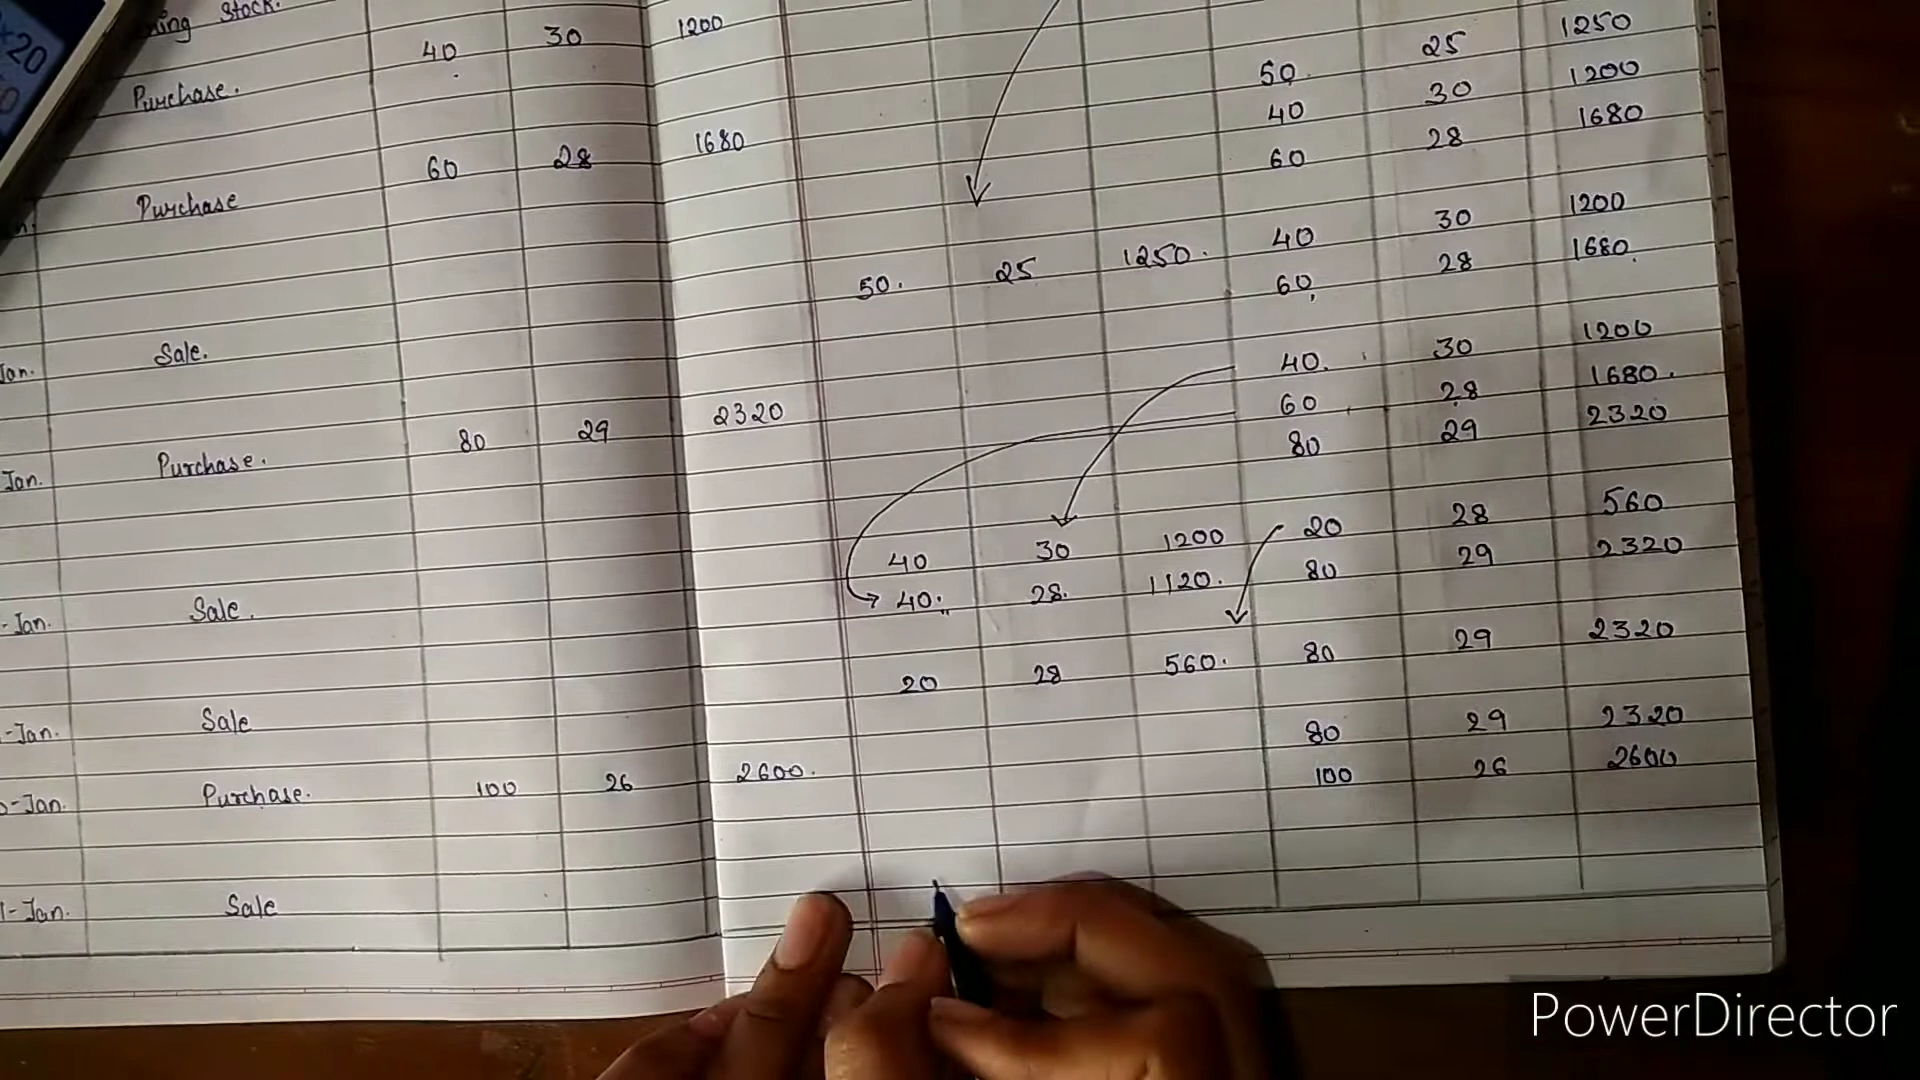 Stock.
×20
1250
40 30 1200
50 25
1200
Purchase.
40 30
1680
1680
60 28
60 28
Purchase
1200
40 30
1680
50. 25 1250. 60 28
Sale.
Jan.
40. 30 1200
60 28 1680.
2320
80 29
80 29 2320
Purchase.
Jan.
40 30 1200 20 28 560
40 28 1120. 80 29 2320
Sale.
-Jan.
20 28 560. 80 29 2320
Sale
-Jan.
80 29 2320
Purchase. 100 26 2600. 100 26 2600
-Jan.
-Jan. Sale
PowerDirector